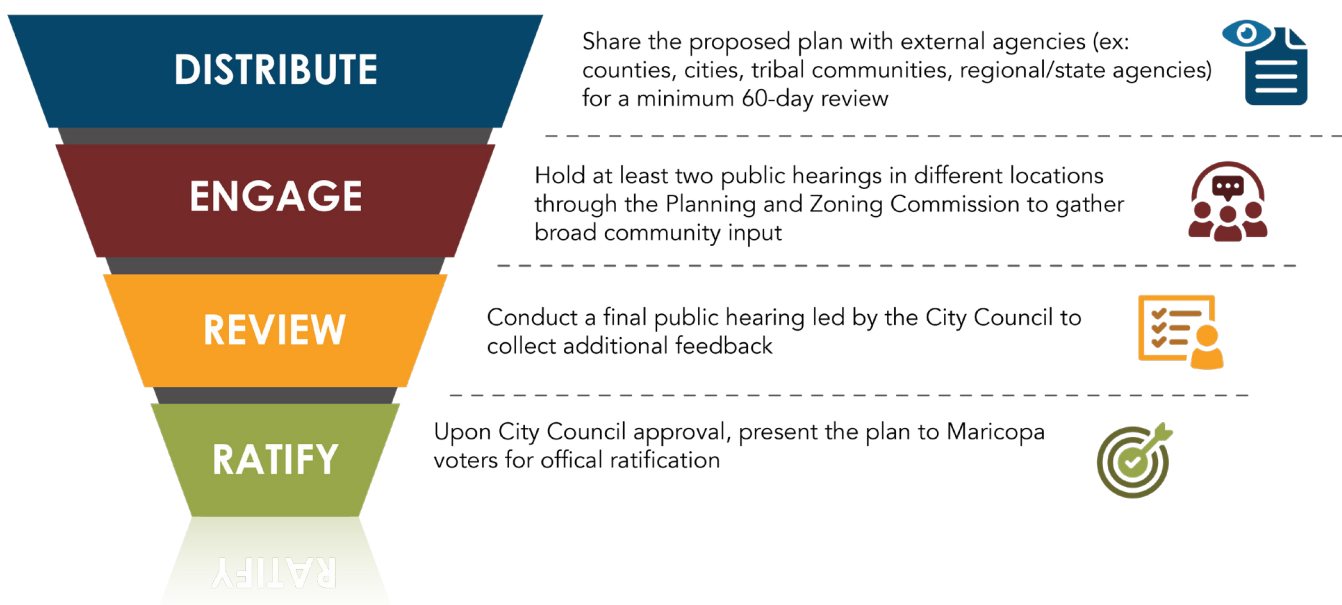 DISTRIBUTE
Share the proposed plan with external agencies (ex:
counties, cities, tribal communities, regional/state agencies)
for a minimum 60-day review
ENGAGE
Hold at least two public hearings in different locations
through the Planning and Zoning Commission to gather
broad community input
REVIEW
Conduct a final public hearing led by the City Council to
collect additional feedback
RATIFY
Upon City Council approval, present the plan to Maricopa
voters for offical ratification
RATIFY